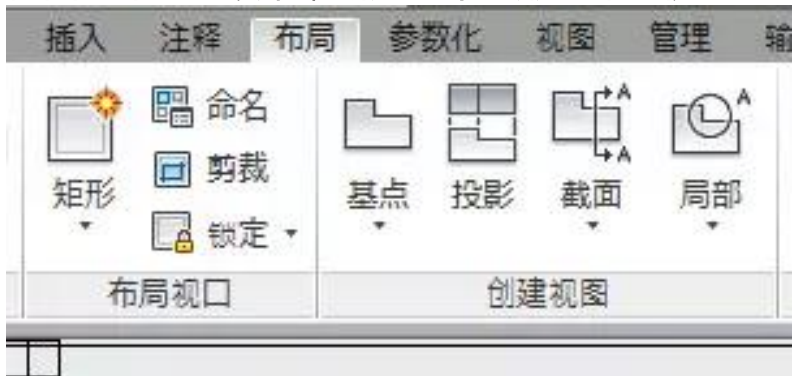 插入 注释 布局 参数化 视图 管理 输
矩形
命名
剪裁
锁定
布局视口
基点 投影 截面 局部
A
A
A
创建视图